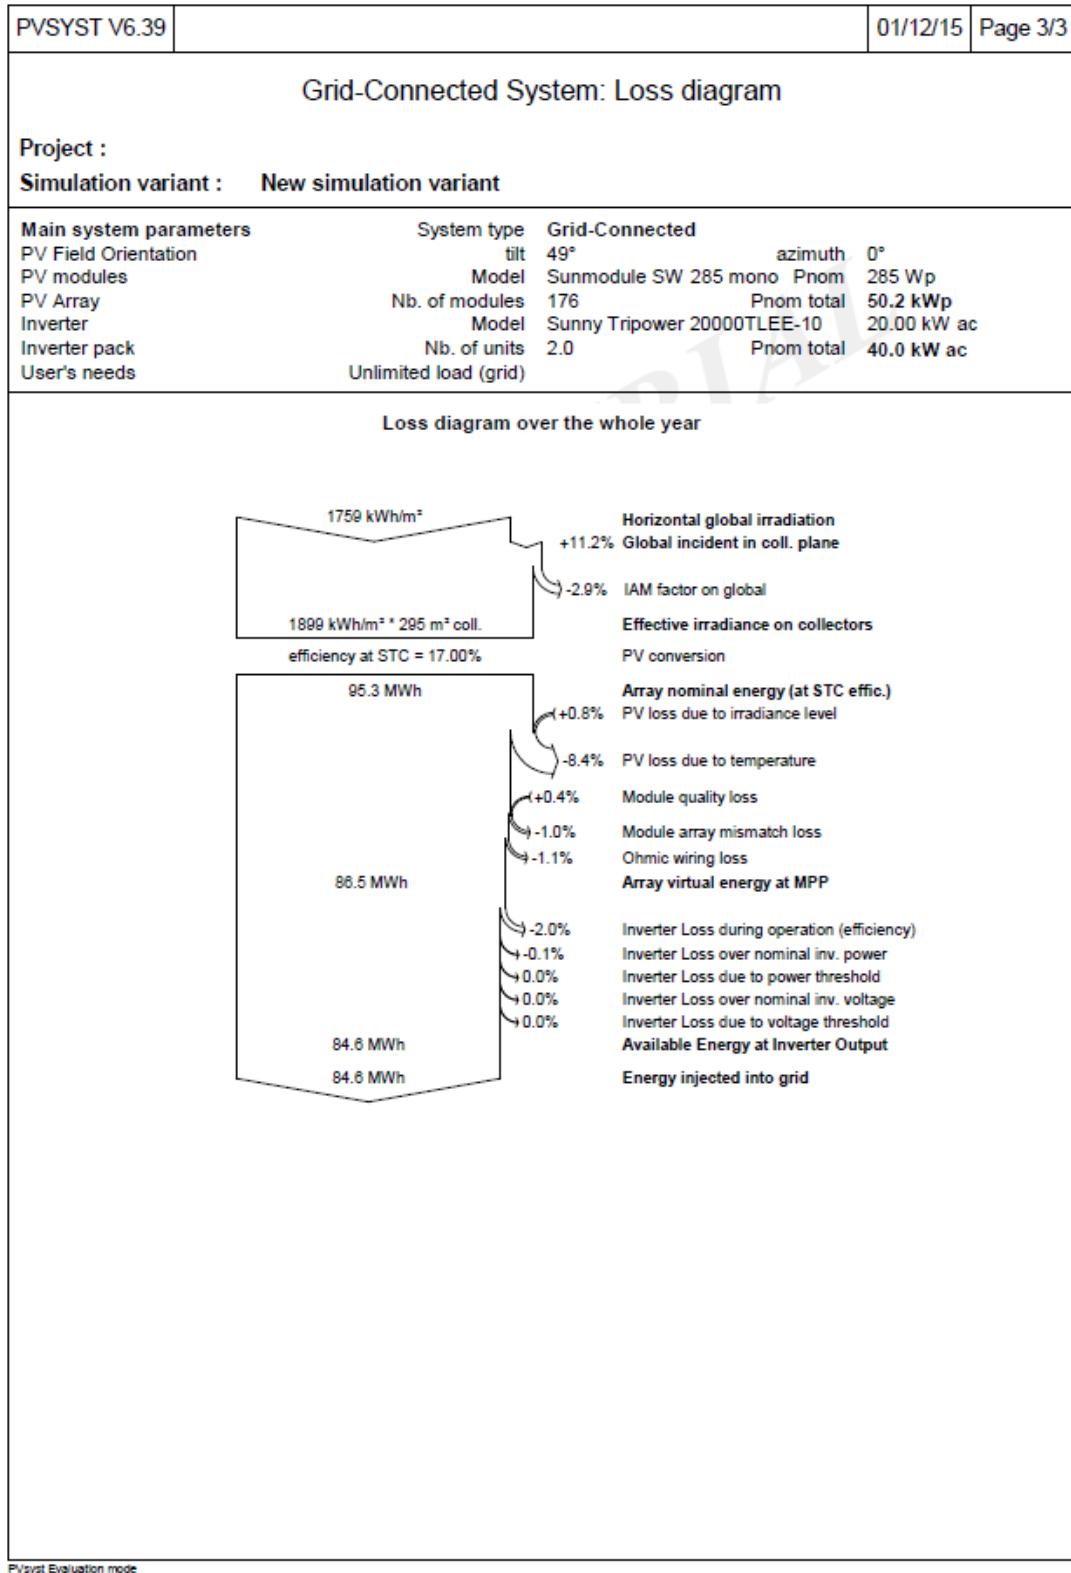 PVSYST V6.39 01/12/15 Page 3/3
Grid-Connected System: Loss diagram
Project :
Simulation variant : New simulation variant
Main system parameters System type Grid-Connected
PV Field Orientation tilt 49° azimuth 0°
PV modules Model Sunmodule SW 285 mono Pnom 285 Wp
PV Array Nb. of modules 176 Pnom total 50.2 kWp
Inverter Model Sunny Tripower 20000TLEE-10 20.00 kW ac
Inverter pack Nb. of units 2.0 Pnom total 40.0 kW ac
User's needs Unlimited load (grid)
RIAL
Loss diagram over the whole year
1759 kWh/m² Horizontal global irradiation
+11.2% Global incident in coll. plane
-2.9% IAM factor on global
1899 kWh/m² * 295 m² coll. Effective irradiance on collectors
efficiency at STC = 17.00% PV conversion
95.3 MWh Array nominal energy (at STC effic.)
+0.8% PV loss due to irradiance level
-8.4% PV loss due to temperature
+0.4% Module quality loss
-1.0% Module array mismatch loss
-1.1% Ohmic wiring loss
86.5 MWh Array virtual energy at MPP
-2.0% Inverter Loss during operation (efficiency)
-0.1% Inverter Loss over nominal inv. power
0.0% Inverter Loss due to power threshold
0.0% Inverter Loss over nominal inv. voltage
0.0% Inverter Loss due to voltage threshold
84.6 MWh Available Energy at Inverter Output
84.6 MWh Energy injected into grid
PVsyst Evaluation mode